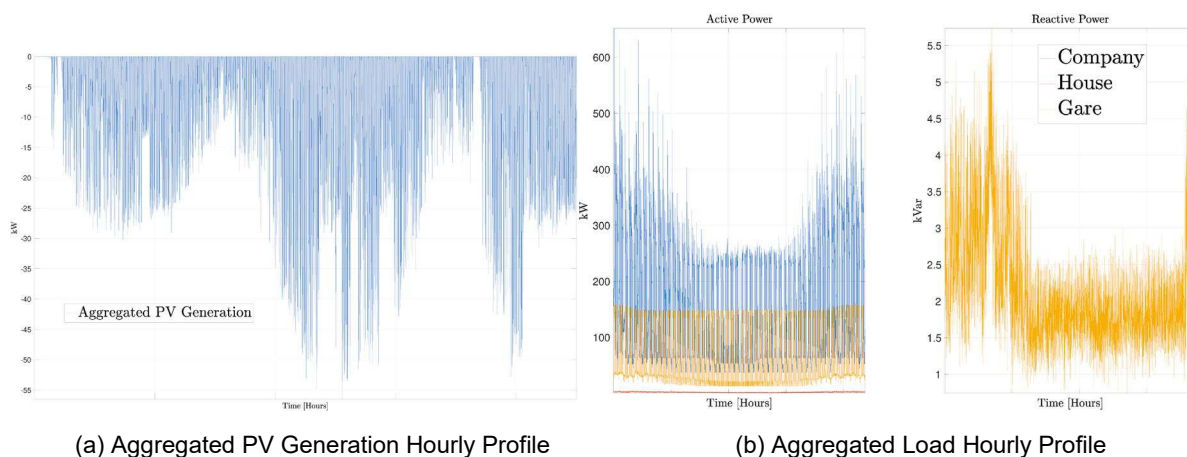 0
-5
-10
-15
-20
-25
-30
-35
-40
-45
-50
-55
kW
Aggregated PV Generation
Time [Hours]
Active Power
600
500
400
300
200
100
kW
Time [Hours]
Reactive Power
5.5
5
4.5
4
3.5
3
2.5
2
1.5
1
kVar
Company
House
Gare
Time [Hours]
(a) Aggregated PV Generation Hourly Profile
(b) Aggregated Load Hourly Profile